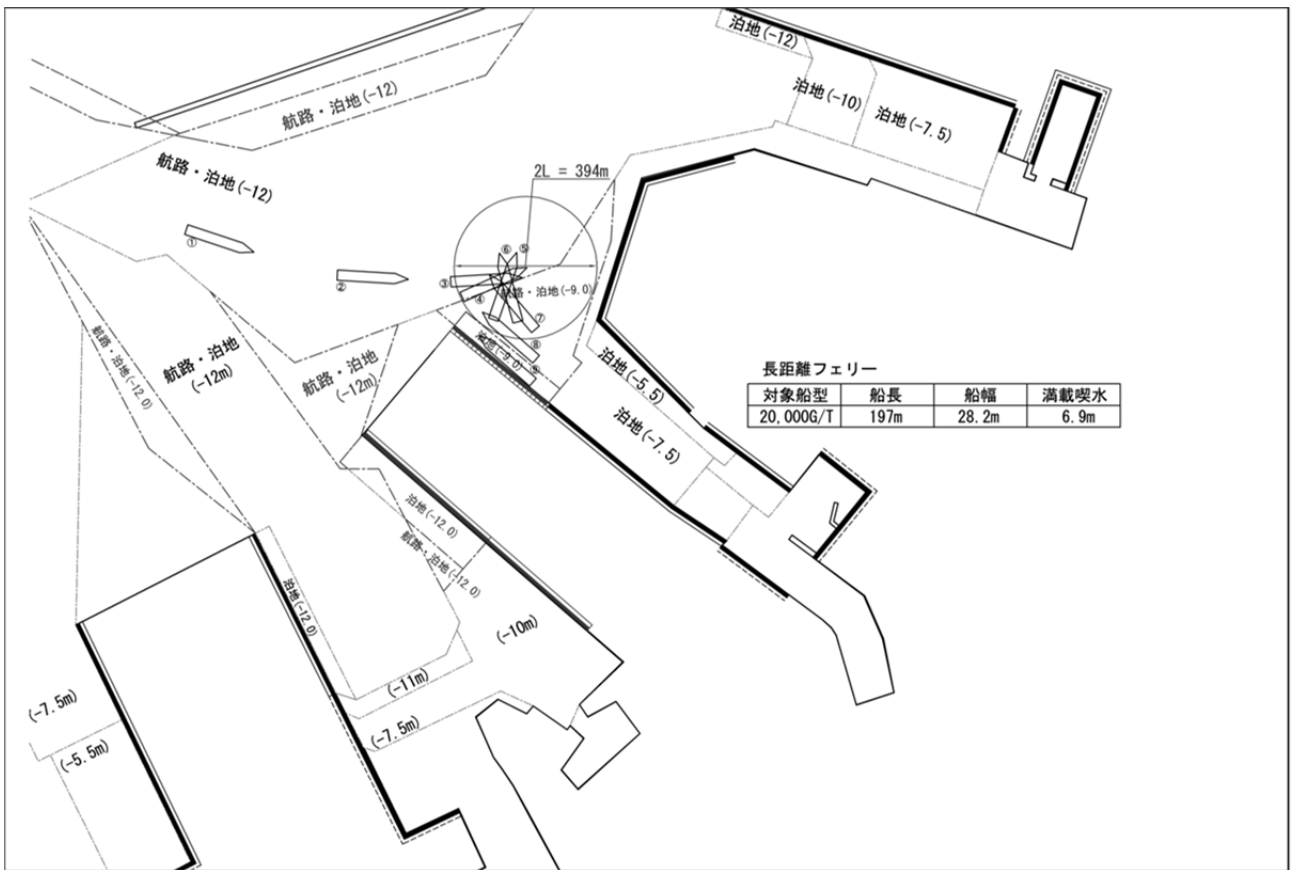 泊地(-12)
航路・泊地(-12)
泊地(-10)
泊地(-7.5)
航路・泊地(-12)
2L = 394m
①
②
③
④
⑤
⑥
航路・泊地(-9.0)
⑦
⑧
⑨
泊地(-9.0)
航路・泊地(-12.0)
航路・泊地
(-12m)
航路・泊地
(-12m)
泊地(-5.5)
泊地(-7.5)
長距離フェリー
対象船型 船長 船幅 満載喫水
20,000G/T 197m 28.2m 6.9m
泊地(-12.0)
航路・泊地(-12.0)
泊地(-12.0)
(-10m)
(-11m)
(-7.5m)
(-7.5m)
(-5.5m)